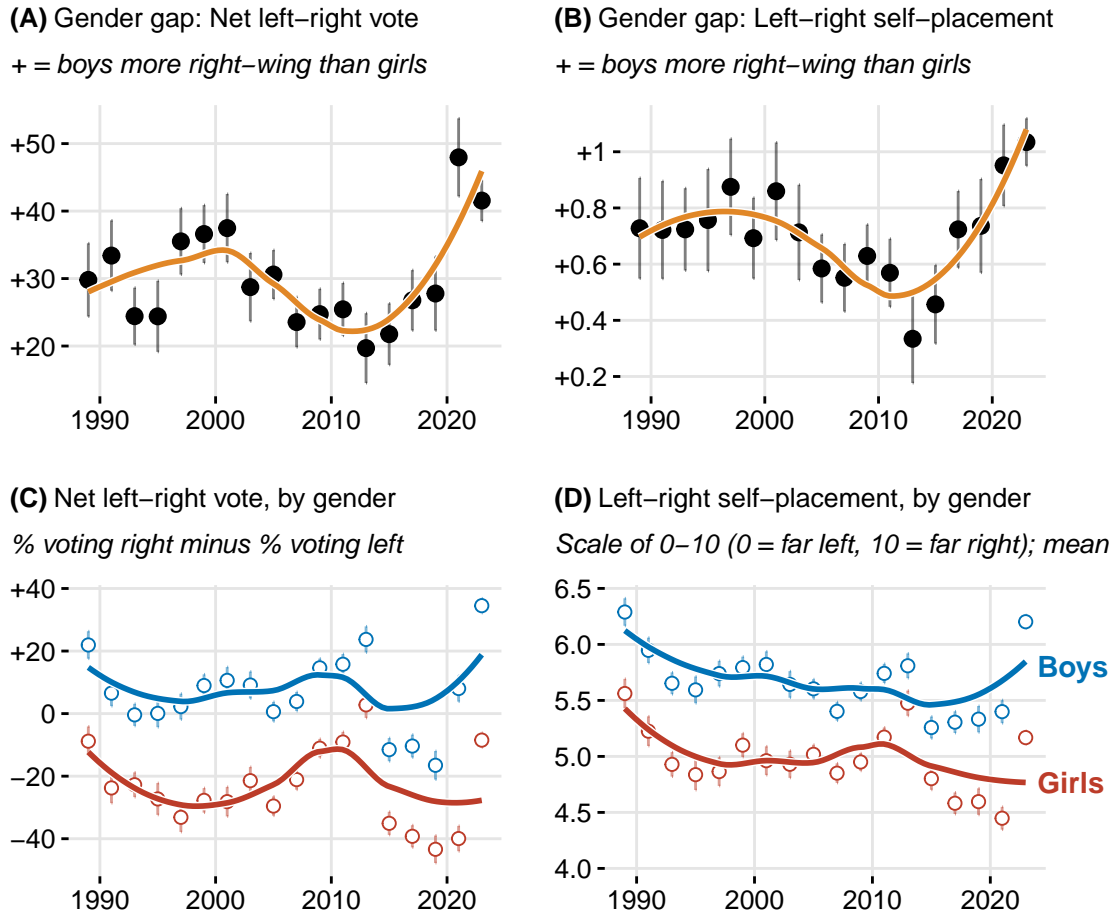 (A) Gender gap: Net left−right vote
+ = boys more right−wing than girls
+50
+40
+30
+20
1990 2000 2010 2020
(B) Gender gap: Left−right self−placement
+ = boys more right−wing than girls
+1
+0.8
+0.6
+0.4
+0.2
1990 2000 2010 2020
(C) Net left−right vote, by gender
% voting right minus % voting left
+40
+20
0
−20
−40
1990 2000 2010 2020
(D) Left−right self−placement, by gender
Scale of 0−10 (0 = far left, 10 = far right); mean
6.5
6.0
5.5
5.0
4.5
4.0
Boys
Girls
1990 2000 2010 2020